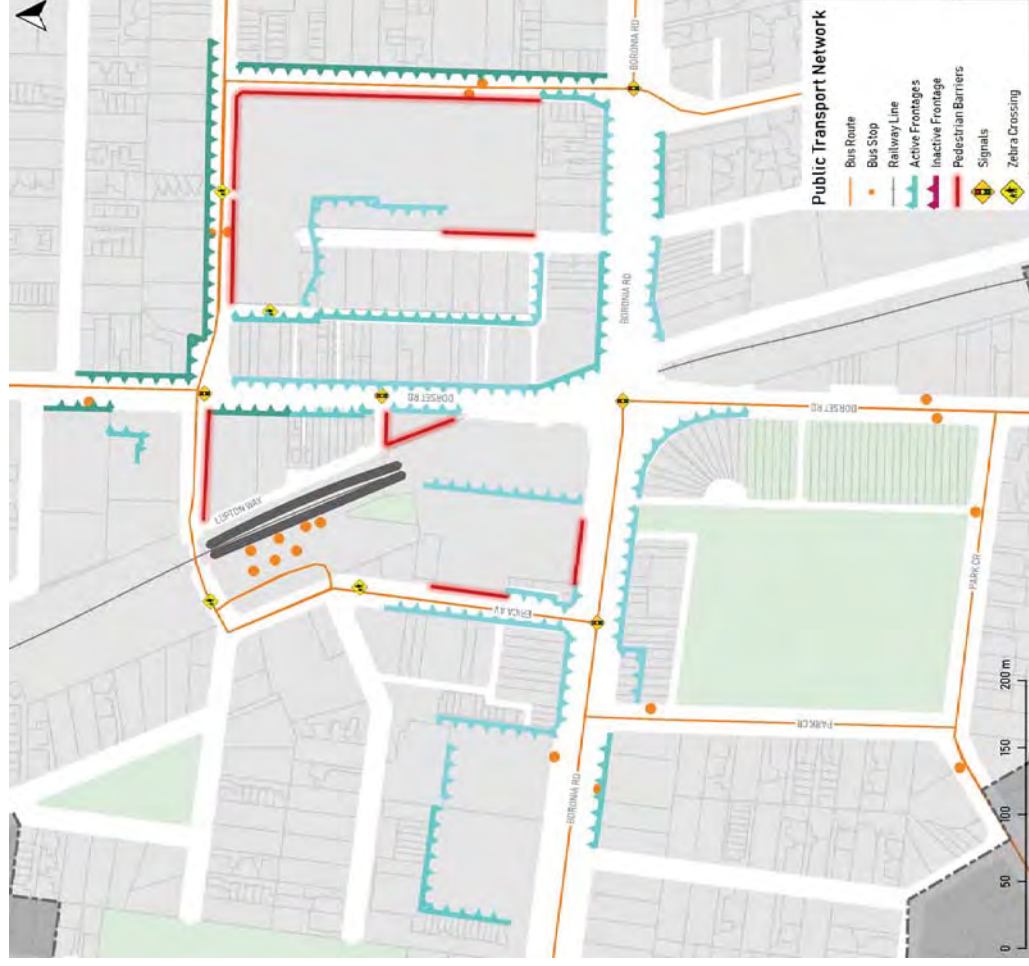 BORONIA RD
DORSET RD
BORONIA RD
LUPTON WAY
DORSET RD
ERICA AV
PARK CR
BORONIA RD
PARK CR
Public Transport Network
Bus Route
Bus Stop
Railway Line
Active Frontages
Inactive Frontage
Pedestrian Barriers
Signals
Zebra Crossing
0 50 100 150 200 m